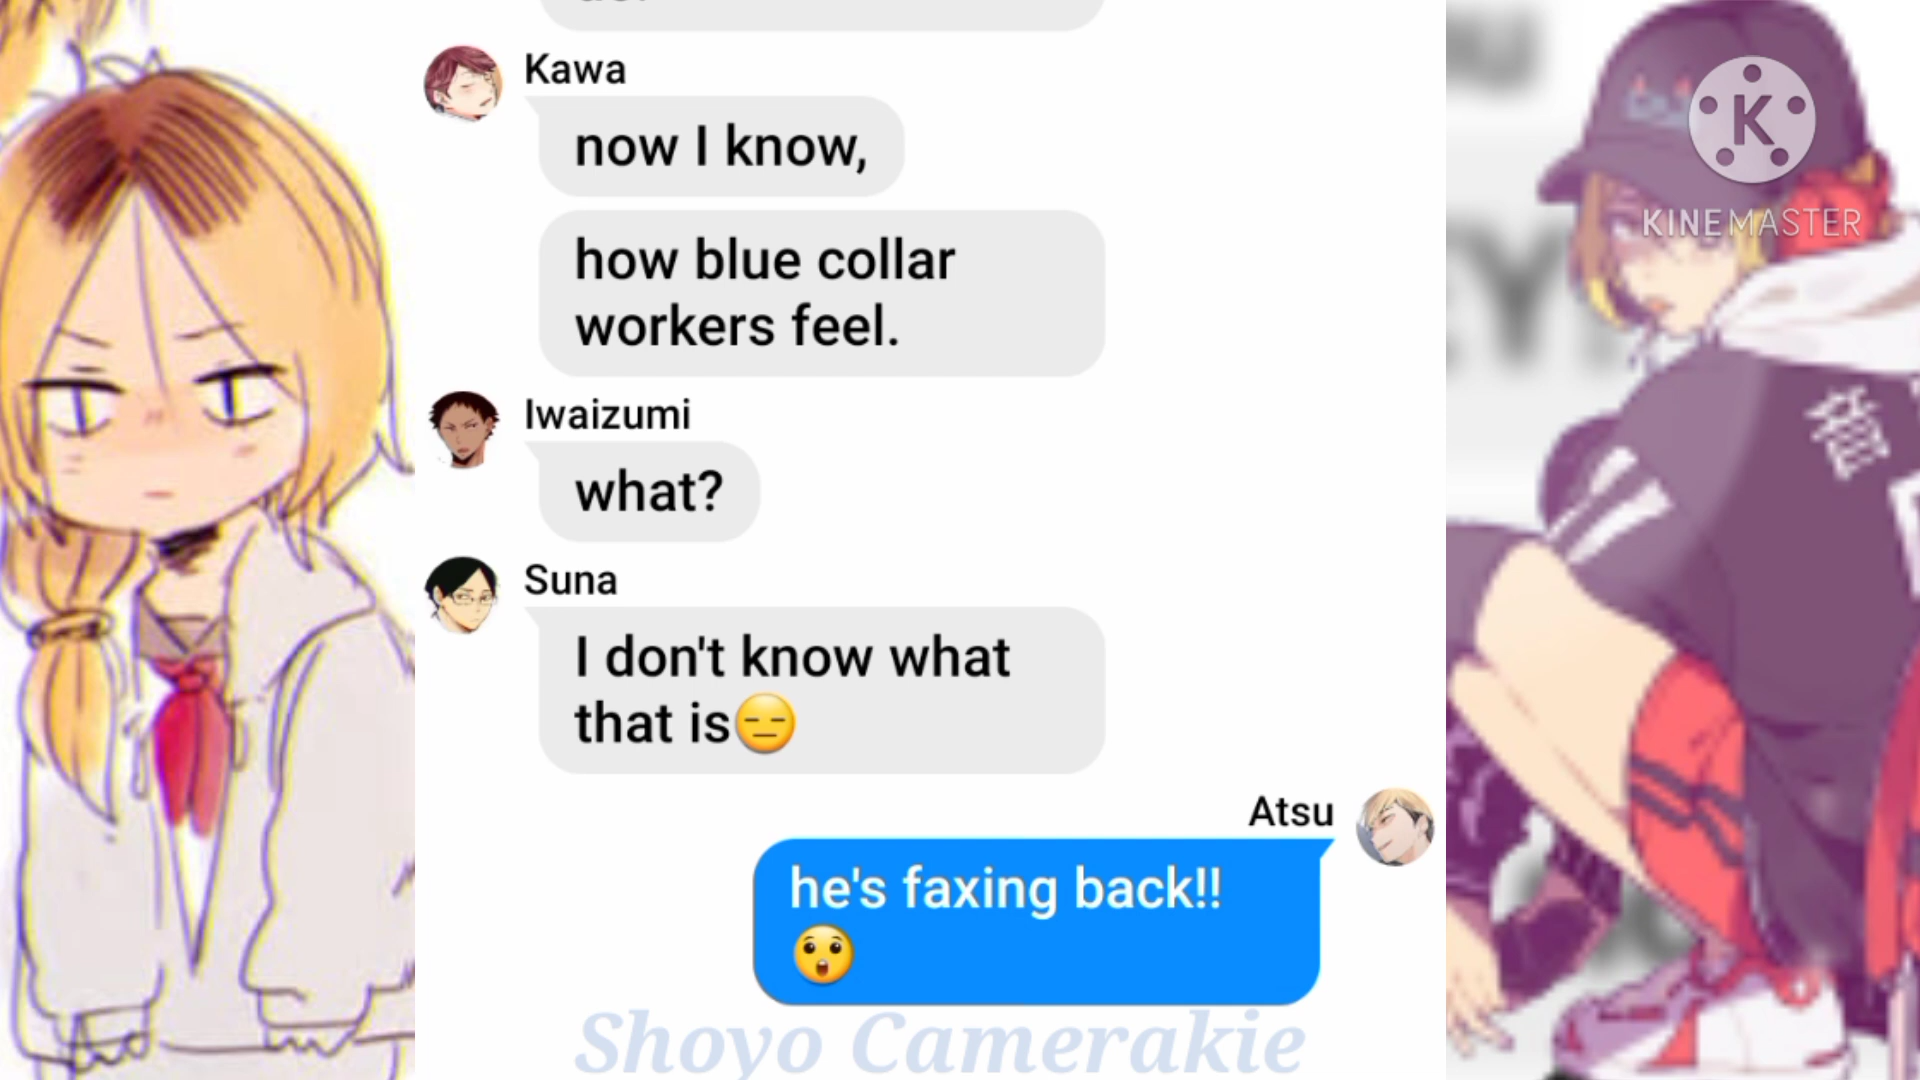 Kawa
now I know,
how blue collar
workers feel.
Iwaizumi
what?
Suna
I don't know what
that is😑
Atsu
he's faxing back!!
😲
Shoyo Camerakie
K
KINEMASTER
音